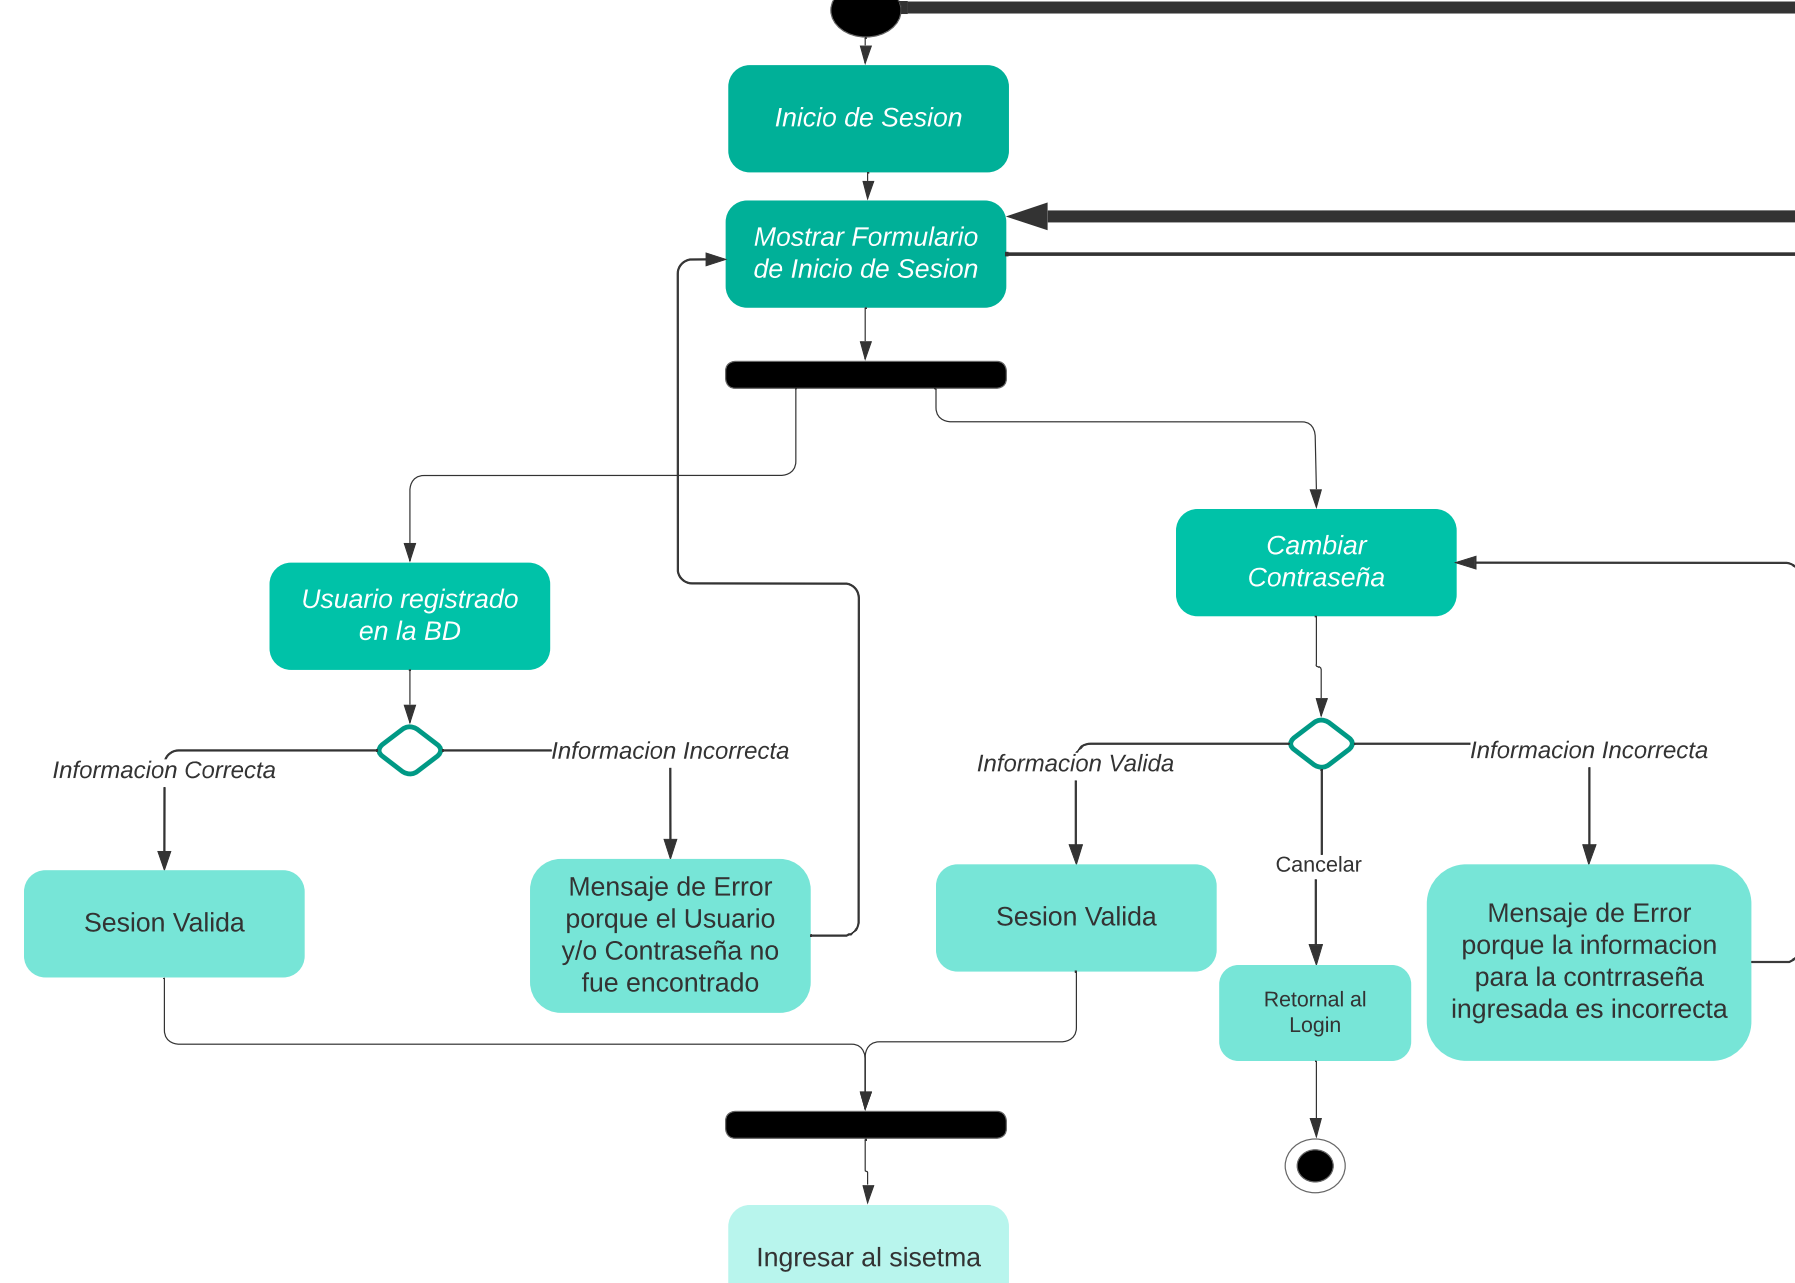 Inicio de Sesion
Mostrar Formulario
de Inicio de Sesion
Cambiar
Contraseña
Usuario registrado
en la BD
Informacion Correcta
Informacion Incorrecta
Informacion Valida
Informacion Incorrecta
Cancelar
Sesion Valida
Mensaje de Error
porque el Usuario
y/o Contraseña no
fue encontrado
Sesion Valida
Retornal al
Login
Mensaje de Error
porque la informacion
para la contrraseña
ingresada es incorrecta
Ingresar al sisetma